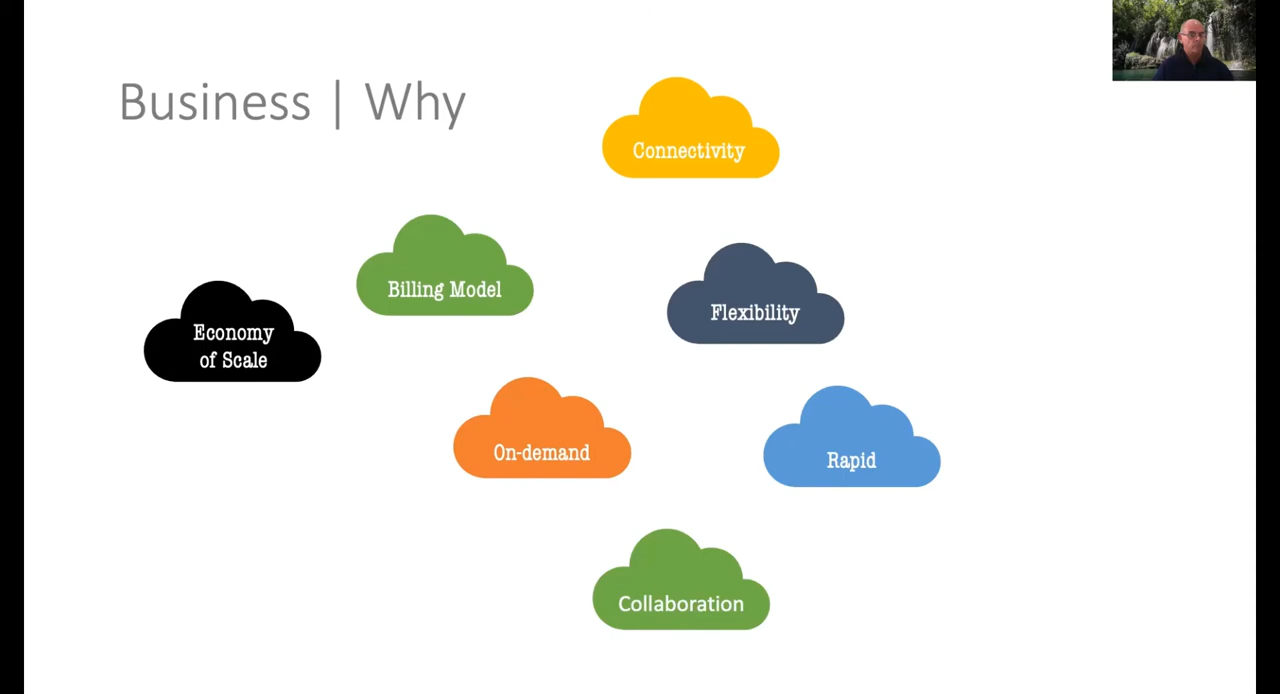 Business | Why
Connectivity
Billing Model
Flexibility
Economy
of Scale
On-demand
Rapid
Collaboration